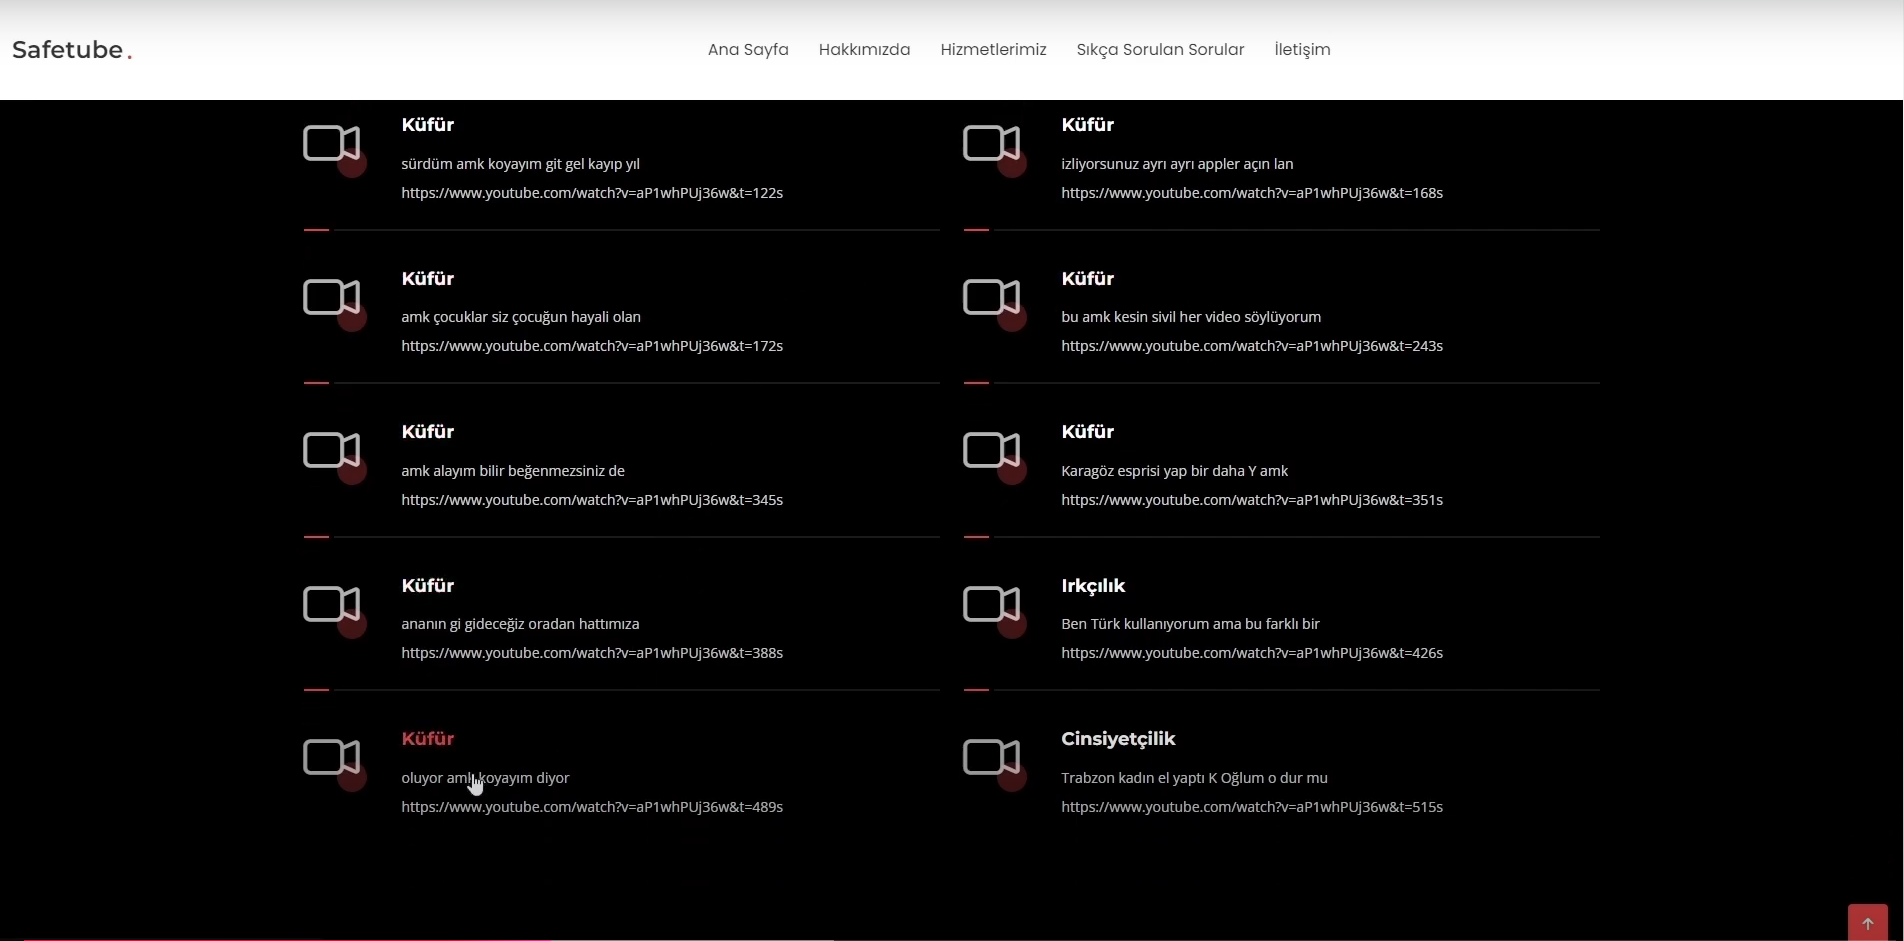 Safetube.
Ana Sayfa Hakkımızda Hizmetlerimiz Sıkça Sorulan Sorular İletişim
Küfür
sürdüm amk koyayım git gel kayıp yıl
https://www.youtube.com/watch?v=aP1whPUj36w&t=122s
Küfür
izliyorsunuz ayrı ayrı appler açın lan
https://www.youtube.com/watch?v=aP1whPUj36w&t=168s
Küfür
amk çocuklar siz çocuğun hayali olan
https://www.youtube.com/watch?v=aP1whPUj36w&t=172s
Küfür
bu amk kesin sivil her video söylüyorum
https://www.youtube.com/watch?v=aP1whPUj36w&t=243s
Küfür
amk alayım bilir beğenmezsiniz de
https://www.youtube.com/watch?v=aP1whPUj36w&t=345s
Küfür
Karagöz esprisi yap bir daha Y amk
https://www.youtube.com/watch?v=aP1whPUj36w&t=351s
Küfür
ananın gi gideceğiz oradan hattımıza
https://www.youtube.com/watch?v=aP1whPUj36w&t=388s
Irkçılık
Ben Türk kullanıyorum ama bu farklı bir
https://www.youtube.com/watch?v=aP1whPUj36w&t=426s
Küfür
oluyor amk koyayım diyor
https://www.youtube.com/watch?v=aP1whPUj36w&t=489s
Cinsiyetçilik
Trabzon kadın el yaptı K Oğlum o dur mu
https://www.youtube.com/watch?v=aP1whPUj36w&t=515s